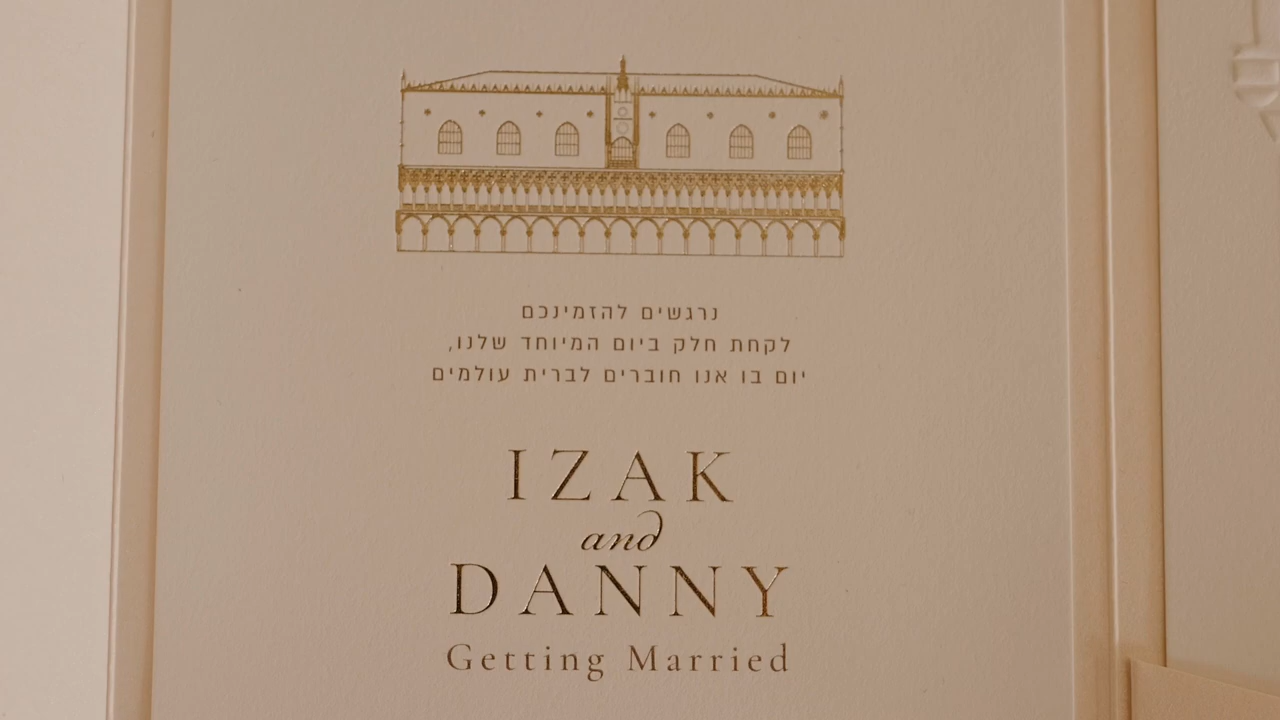 נרגשים להזמינכם
לקחת חלק ביום המיוחד שלנו,
יום בו אנו חוברים לברית עולמים
IZAK
and
DANNY
Getting Married